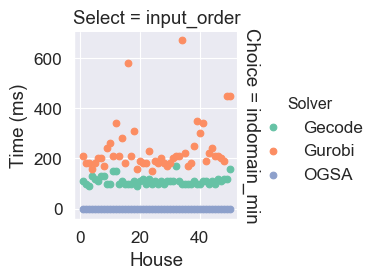 Select = input_order
600
400
200
0
Time (ms)
0
20
40
House
Choice = indomain_min
Solver
Gecode
Gurobi
OGSA